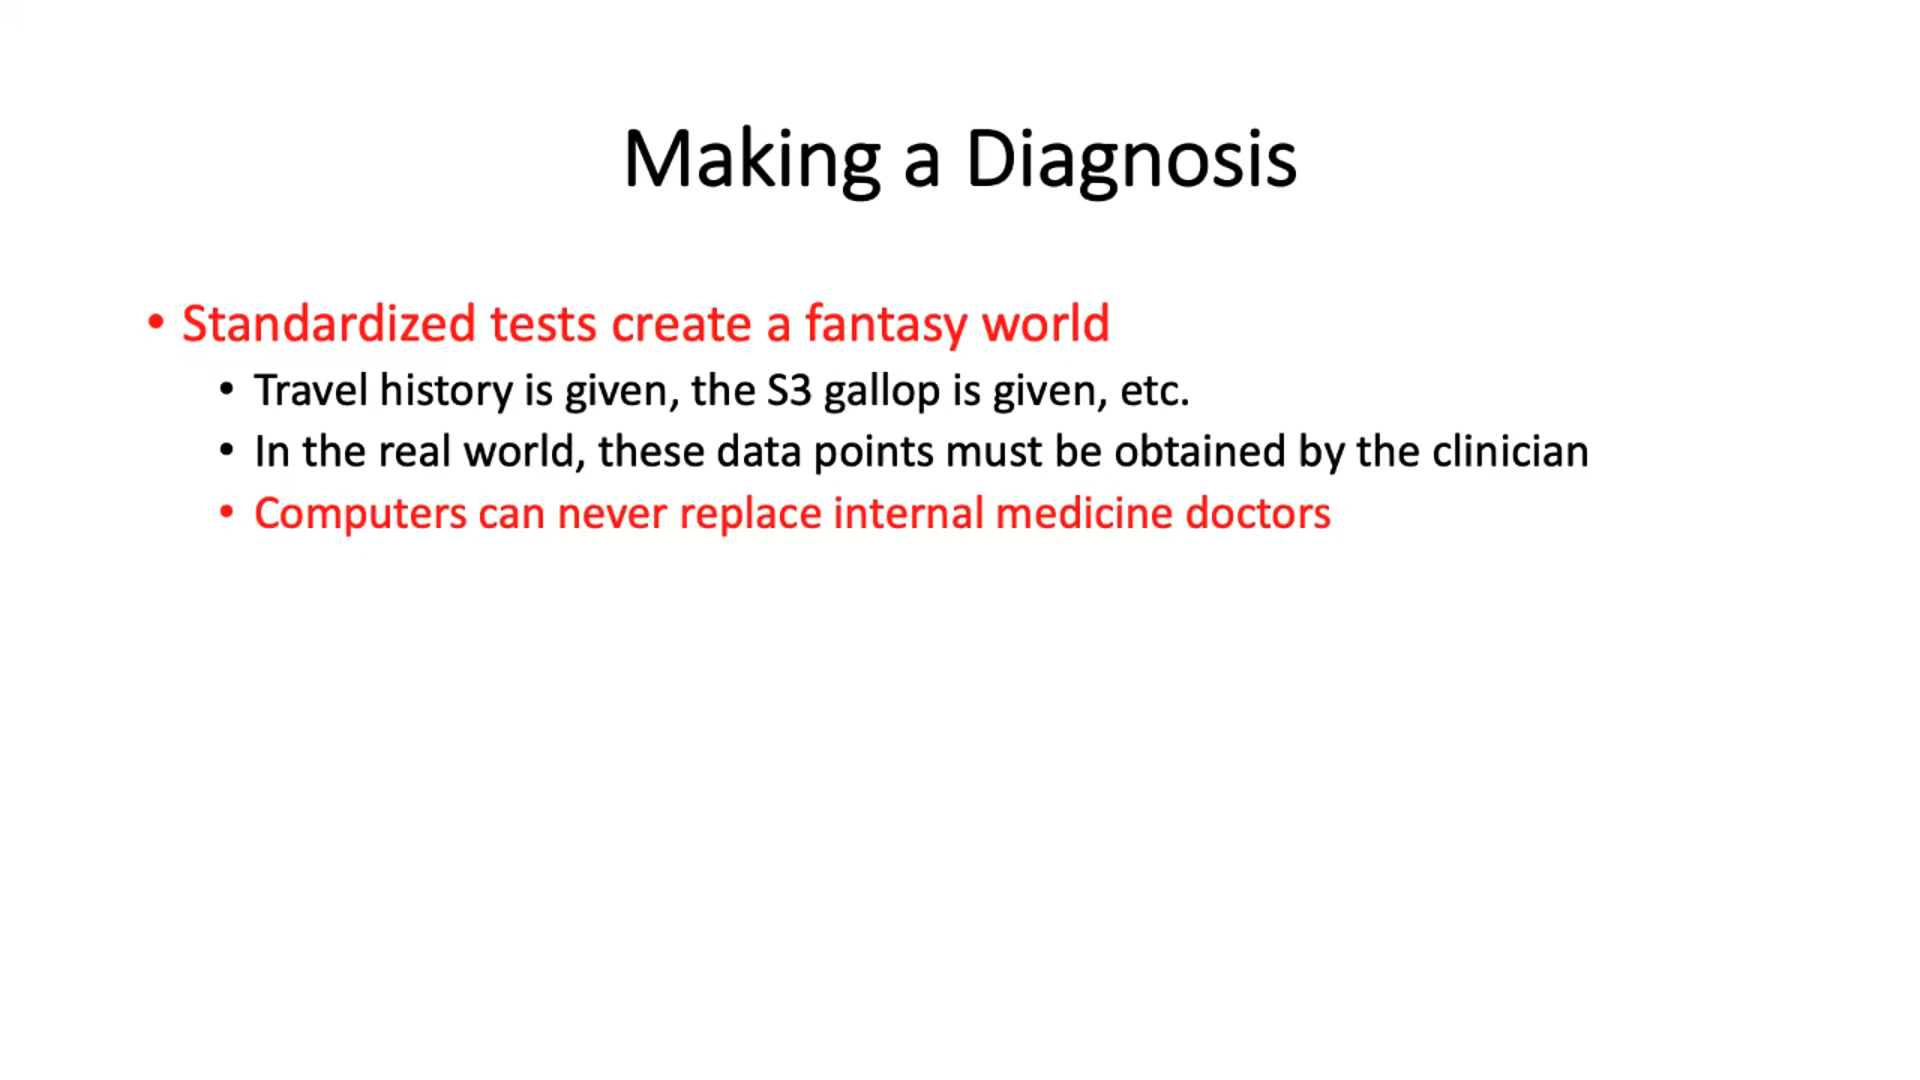 Making a Diagnosis
• Standardized tests create a fantasy world
• Travel history is given, the S3 gallop is given, etc.
• In the real world, these data points must be obtained by the clinician
• Computers can never replace internal medicine doctors